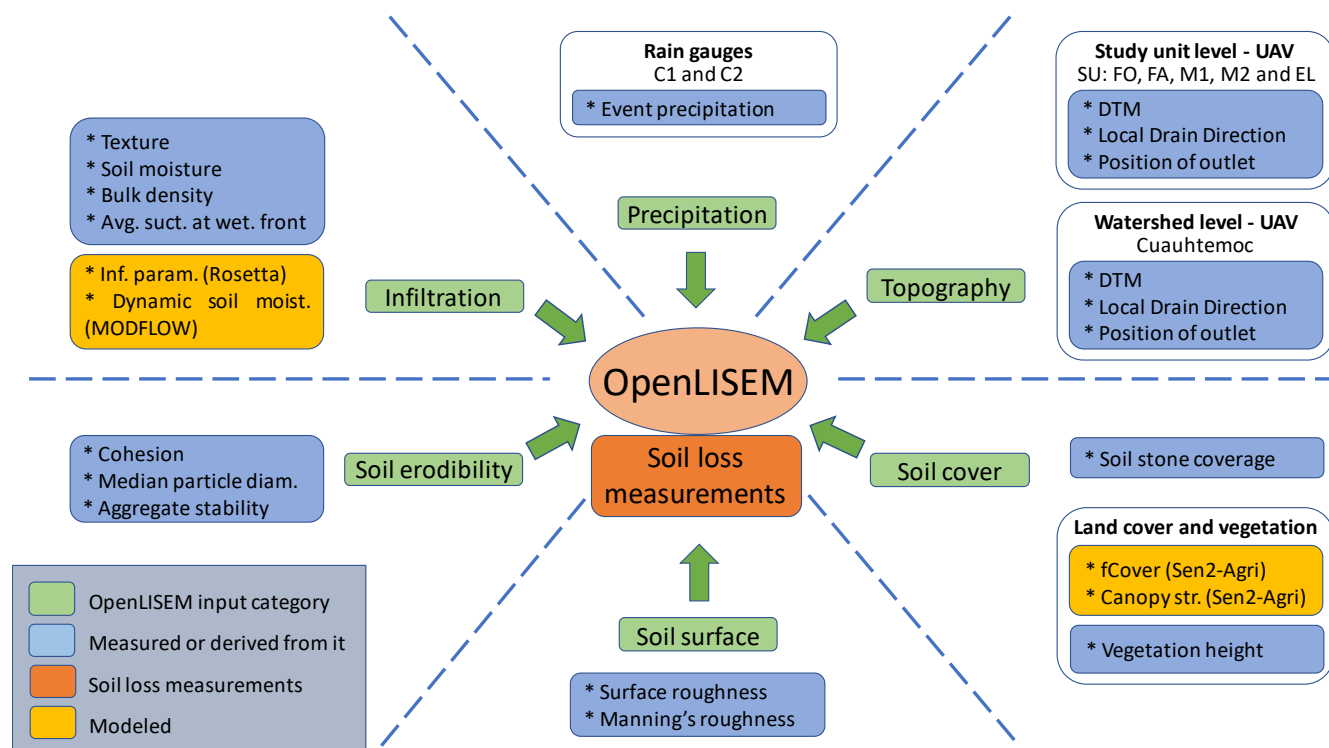 Rain gauges
C1 and C2
* Event precipitation
Study unit level - UAV
SU: FO, FA, M1, M2 and EL
* DTM
* Local Drain Direction
* Position of outlet
* Texture
* Soil moisture
* Bulk density
* Avg. suct. at wet. front
Precipitation
Watershed level - UAV
Cuauhtemoc
* DTM
* Local Drain Direction
* Position of outlet
* Inf. param. (Rosetta)
* Dynamic soil moist.
(MODFLOW)
Infiltration
Topography
OpenLISEM
* Cohesion
* Median particle diam.
* Aggregate stability
Soil erodibility
Soil loss
measurements
Soil cover
* Soil stone coverage
Land cover and vegetation
* fCover (Sen2-Agri)
* Canopy str. (Sen2-Agri)
* Vegetation height
Soil surface
* Surface roughness
* Manning's roughness
OpenLISEM input category
Measured or derived from it
Soil loss measurements
Modeled